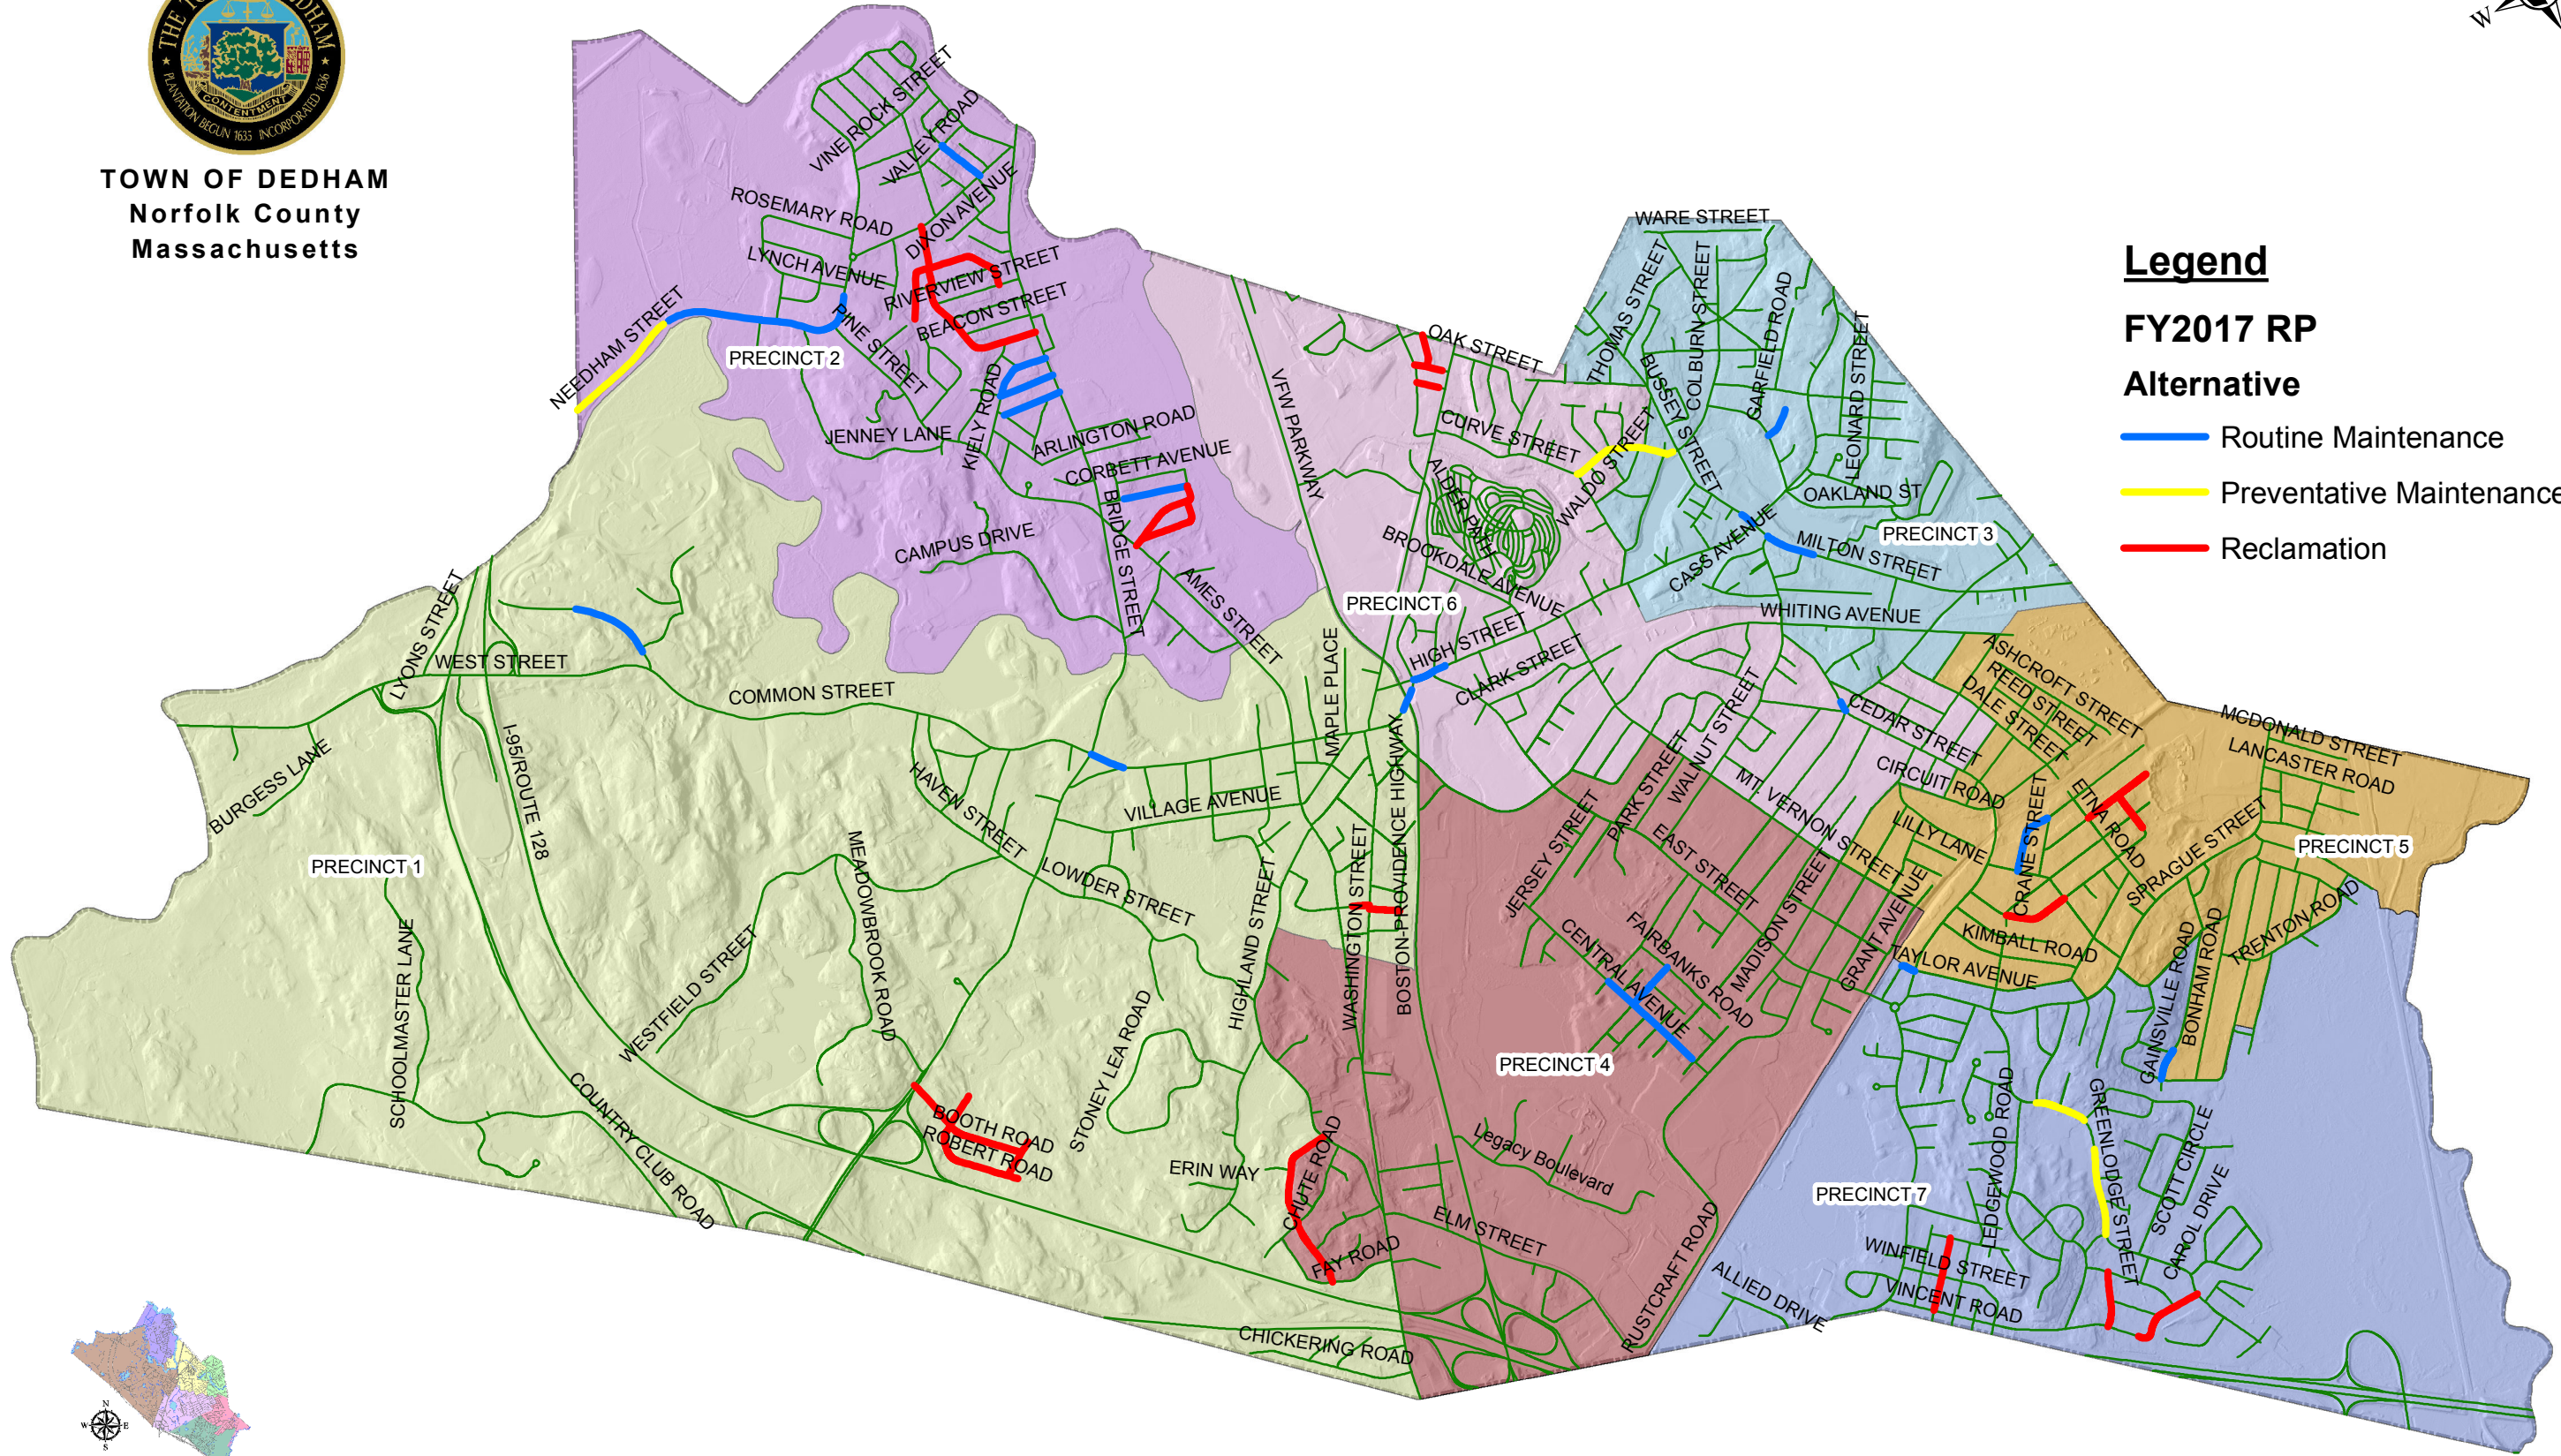 THE TOWN OF DEDHAM
PLANTATION BEGUN 1635 INCORPORATED 1636
CONTENTMENT
TOWN OF DEDHAM
Norfolk County
Massachusetts
W
Legend
FY2017 RP
Alternative
Routine Maintenance
Preventative Maintenance
Reclamation
VINE ROCK STREET
VALLEY ROAD
ROSEMARY ROAD
DIXON AVENUE
LYNCH AVENUE
RIVERVIEW STREET
BEACON STREET
NEEDHAM STREET
PINE STREET
PRECINCT 2
KIELY ROAD
JENNEY LANE
ARLINGTON ROAD
CORBETT AVENUE
BRIDGE STREET
CAMPUS DRIVE
AMES STREET
VFW PARKWAY
OAK STREET
CURVE STREET
WALDO STREET
ALDER PATH
BROOKDALE AVENUE
PRECINCT 6
HIGH STREET
CLARK STREET
WARE STREET
THOMAS STREET
COLBURN STREET
BUSSEY STREET
GARFIELD ROAD
LEONARD STREET
OAKLAND ST
PRECINCT 3
CASS AVENUE
MILTON STREET
WHITING AVENUE
LYONS STREET
WEST STREET
COMMON STREET
MAPLE PLACE
BURGESS LANE
I-95/ROUTE 128
HAVEN STREET
VILLAGE AVENUE
BOSTON-PROVIDENCE HIGHWAY
PRECINCT 1
MEADOWBROOK ROAD
LOWDER STREET
HIGHLAND STREET
WASHINGTON STREET
SCHOOLMASTER LANE
WESTFIELD STREET
STONEY LEA ROAD
COUNTRY CLUB ROAD
BOOTH ROAD
ROBERT ROAD
ERIN WAY
CHUTE ROAD
FAY ROAD
CHICKERING ROAD
ASHCROFT STREET
REED STREET
DALE STREET
CEDAR STREET
CIRCUIT ROAD
MCDONALD STREET
LANCASTER ROAD
WALNUT STREET
PARK STREET
MT. VERNON STREET
JERSEY STREET
EAST STREET
LILLY LANE
CRANE STREET
ETNA ROAD
SPRAGUE STREET
PRECINCT 5
MADISON STREET
GRANT AVENUE
FAIRBANKS ROAD
CENTRAL AVENUE
KIMBALL ROAD
TAYLOR AVENUE
TRENTON ROAD
GAINSVILLE ROAD
BONHAM ROAD
PRECINCT 4
Legacy Boulevard
ELM STREET
RUSTCRAFT ROAD
LEDGEWOOD ROAD
GREENLODGE STREET
SCOTT CIRCLE
CAROL DRIVE
PRECINCT 7
WINFIELD STREET
VINCENT ROAD
ALLIED DRIVE
N
W
E
S